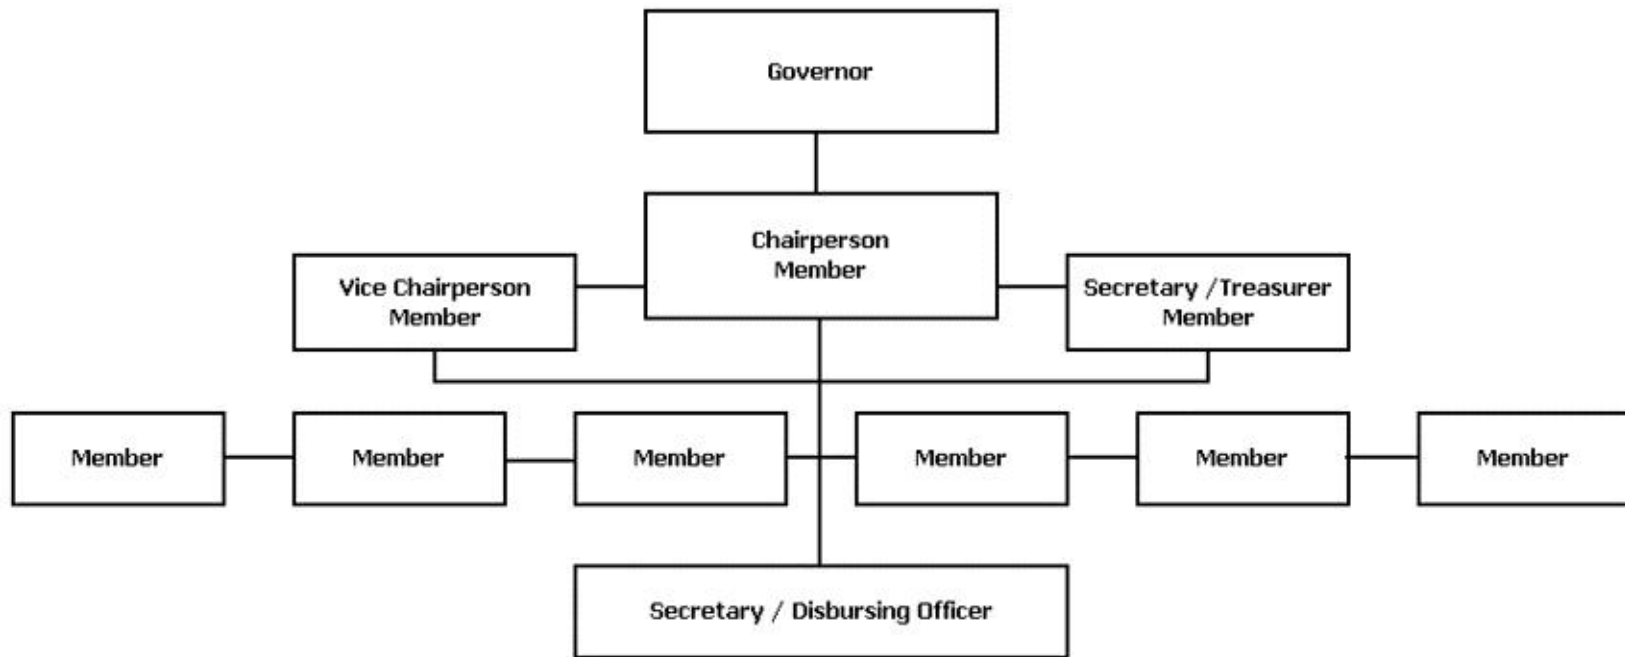 Governor
Chairperson
Member
Vice Chairperson
Member
Secretary /Treasurer
Member
Member
Member
Member
Member
Member
Member
Secretary / Disbursing Officer